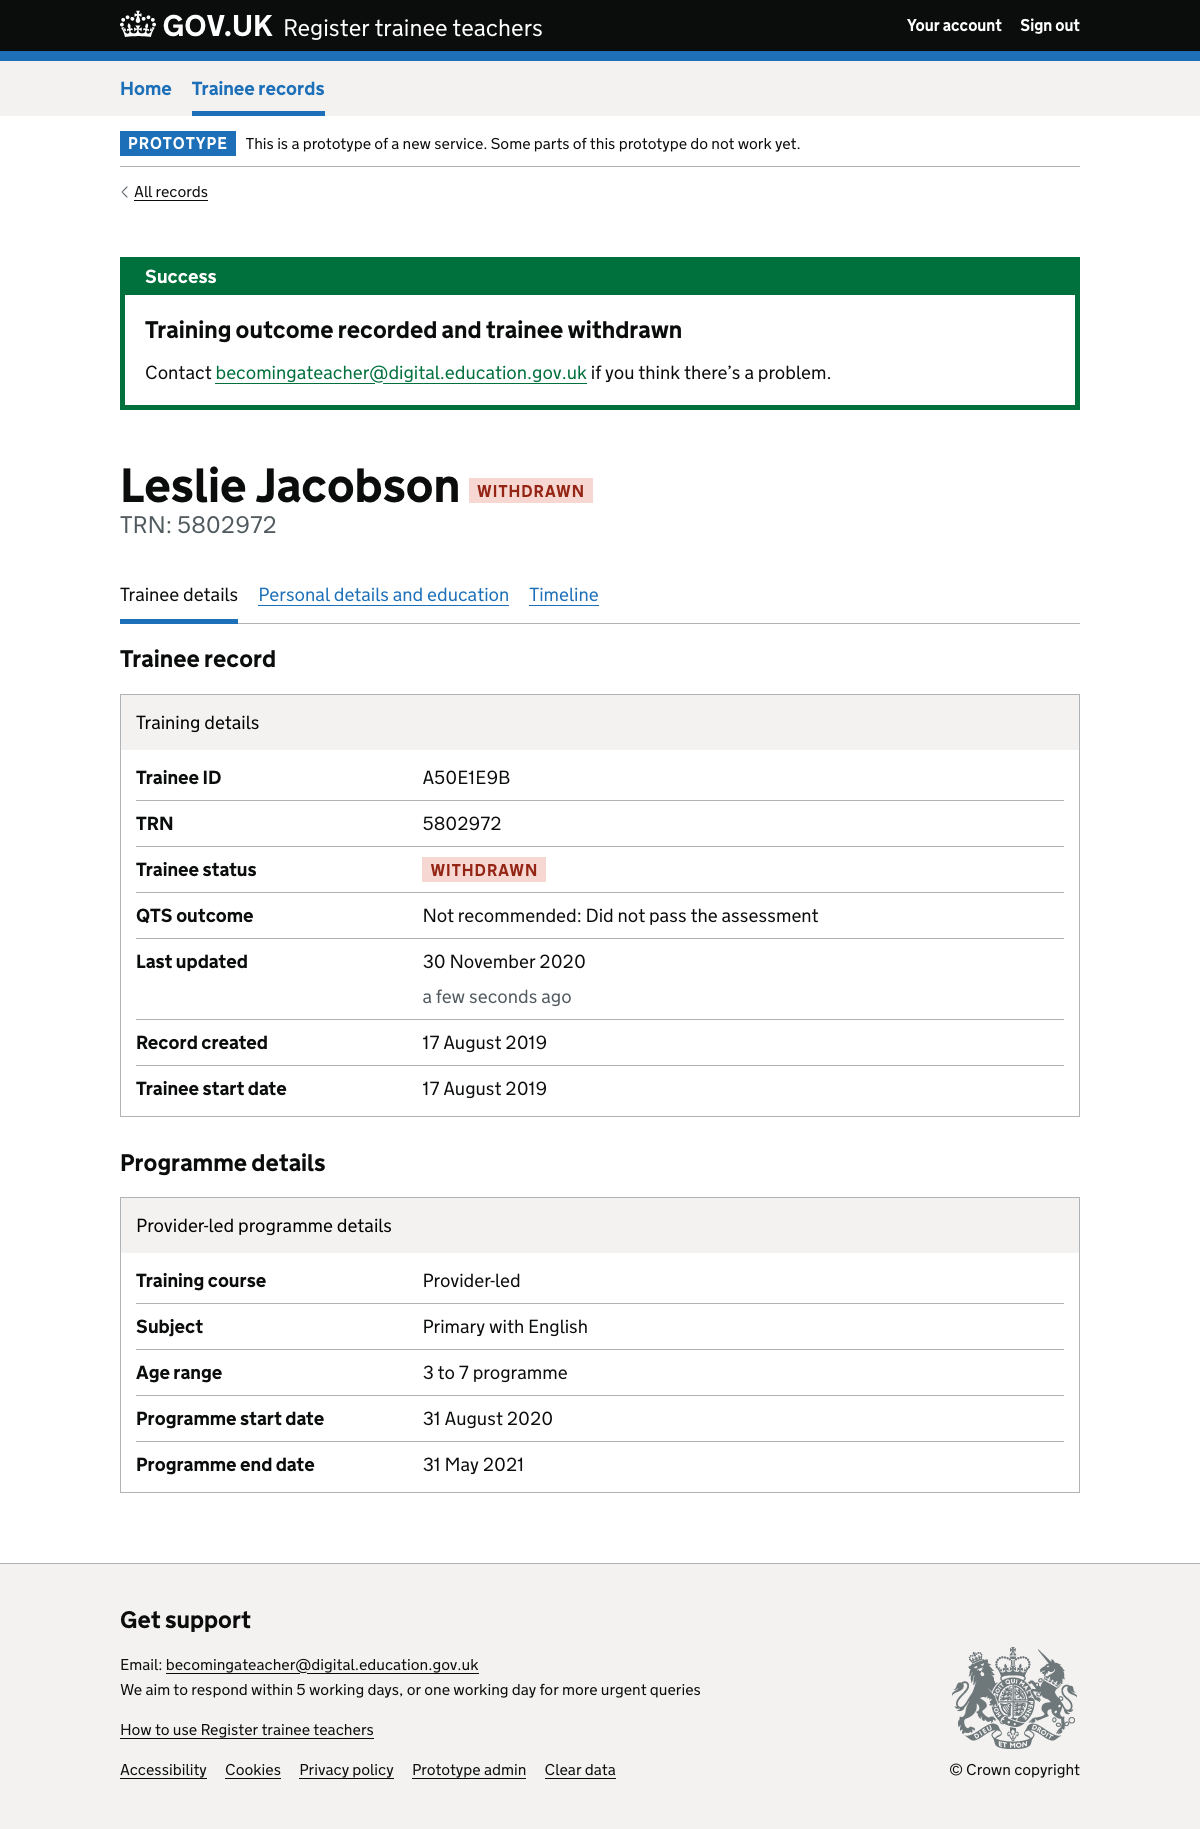 GOV.UK Register trainee teachers Your account Sign out
Home Trainee records
PROTOTYPE This is a prototype of a new service. Some parts of this prototype do not work yet.
All records
Success
Training outcome recorded and trainee withdrawn
Contact becomingateacher@digital.education.gov.uk if you think there’s a problem.
Leslie Jacobson WITHDRAWN
TRN: 5802972
Trainee details Personal details and education Timeline
Trainee record
Training details
Trainee ID A50E1E9B
TRN 5802972
Trainee status WITHDRAWN
QTS outcome Not recommended: Did not pass the assessment
Last updated 30 November 2020
a few seconds ago
Record created 17 August 2019
Trainee start date 17 August 2019
Programme details
Provider-led programme details
Training course Provider-led
Subject Primary with English
Age range 3 to 7 programme
Programme start date 31 August 2020
Programme end date 31 May 2021
Get support
Email: becomingateacher@digital.education.gov.uk
We aim to respond within 5 working days, or one working day for more urgent queries
How to use Register trainee teachers
DIEU ET MON DROIT
Accessibility Cookies Privacy policy Prototype admin Clear data © Crown copyright